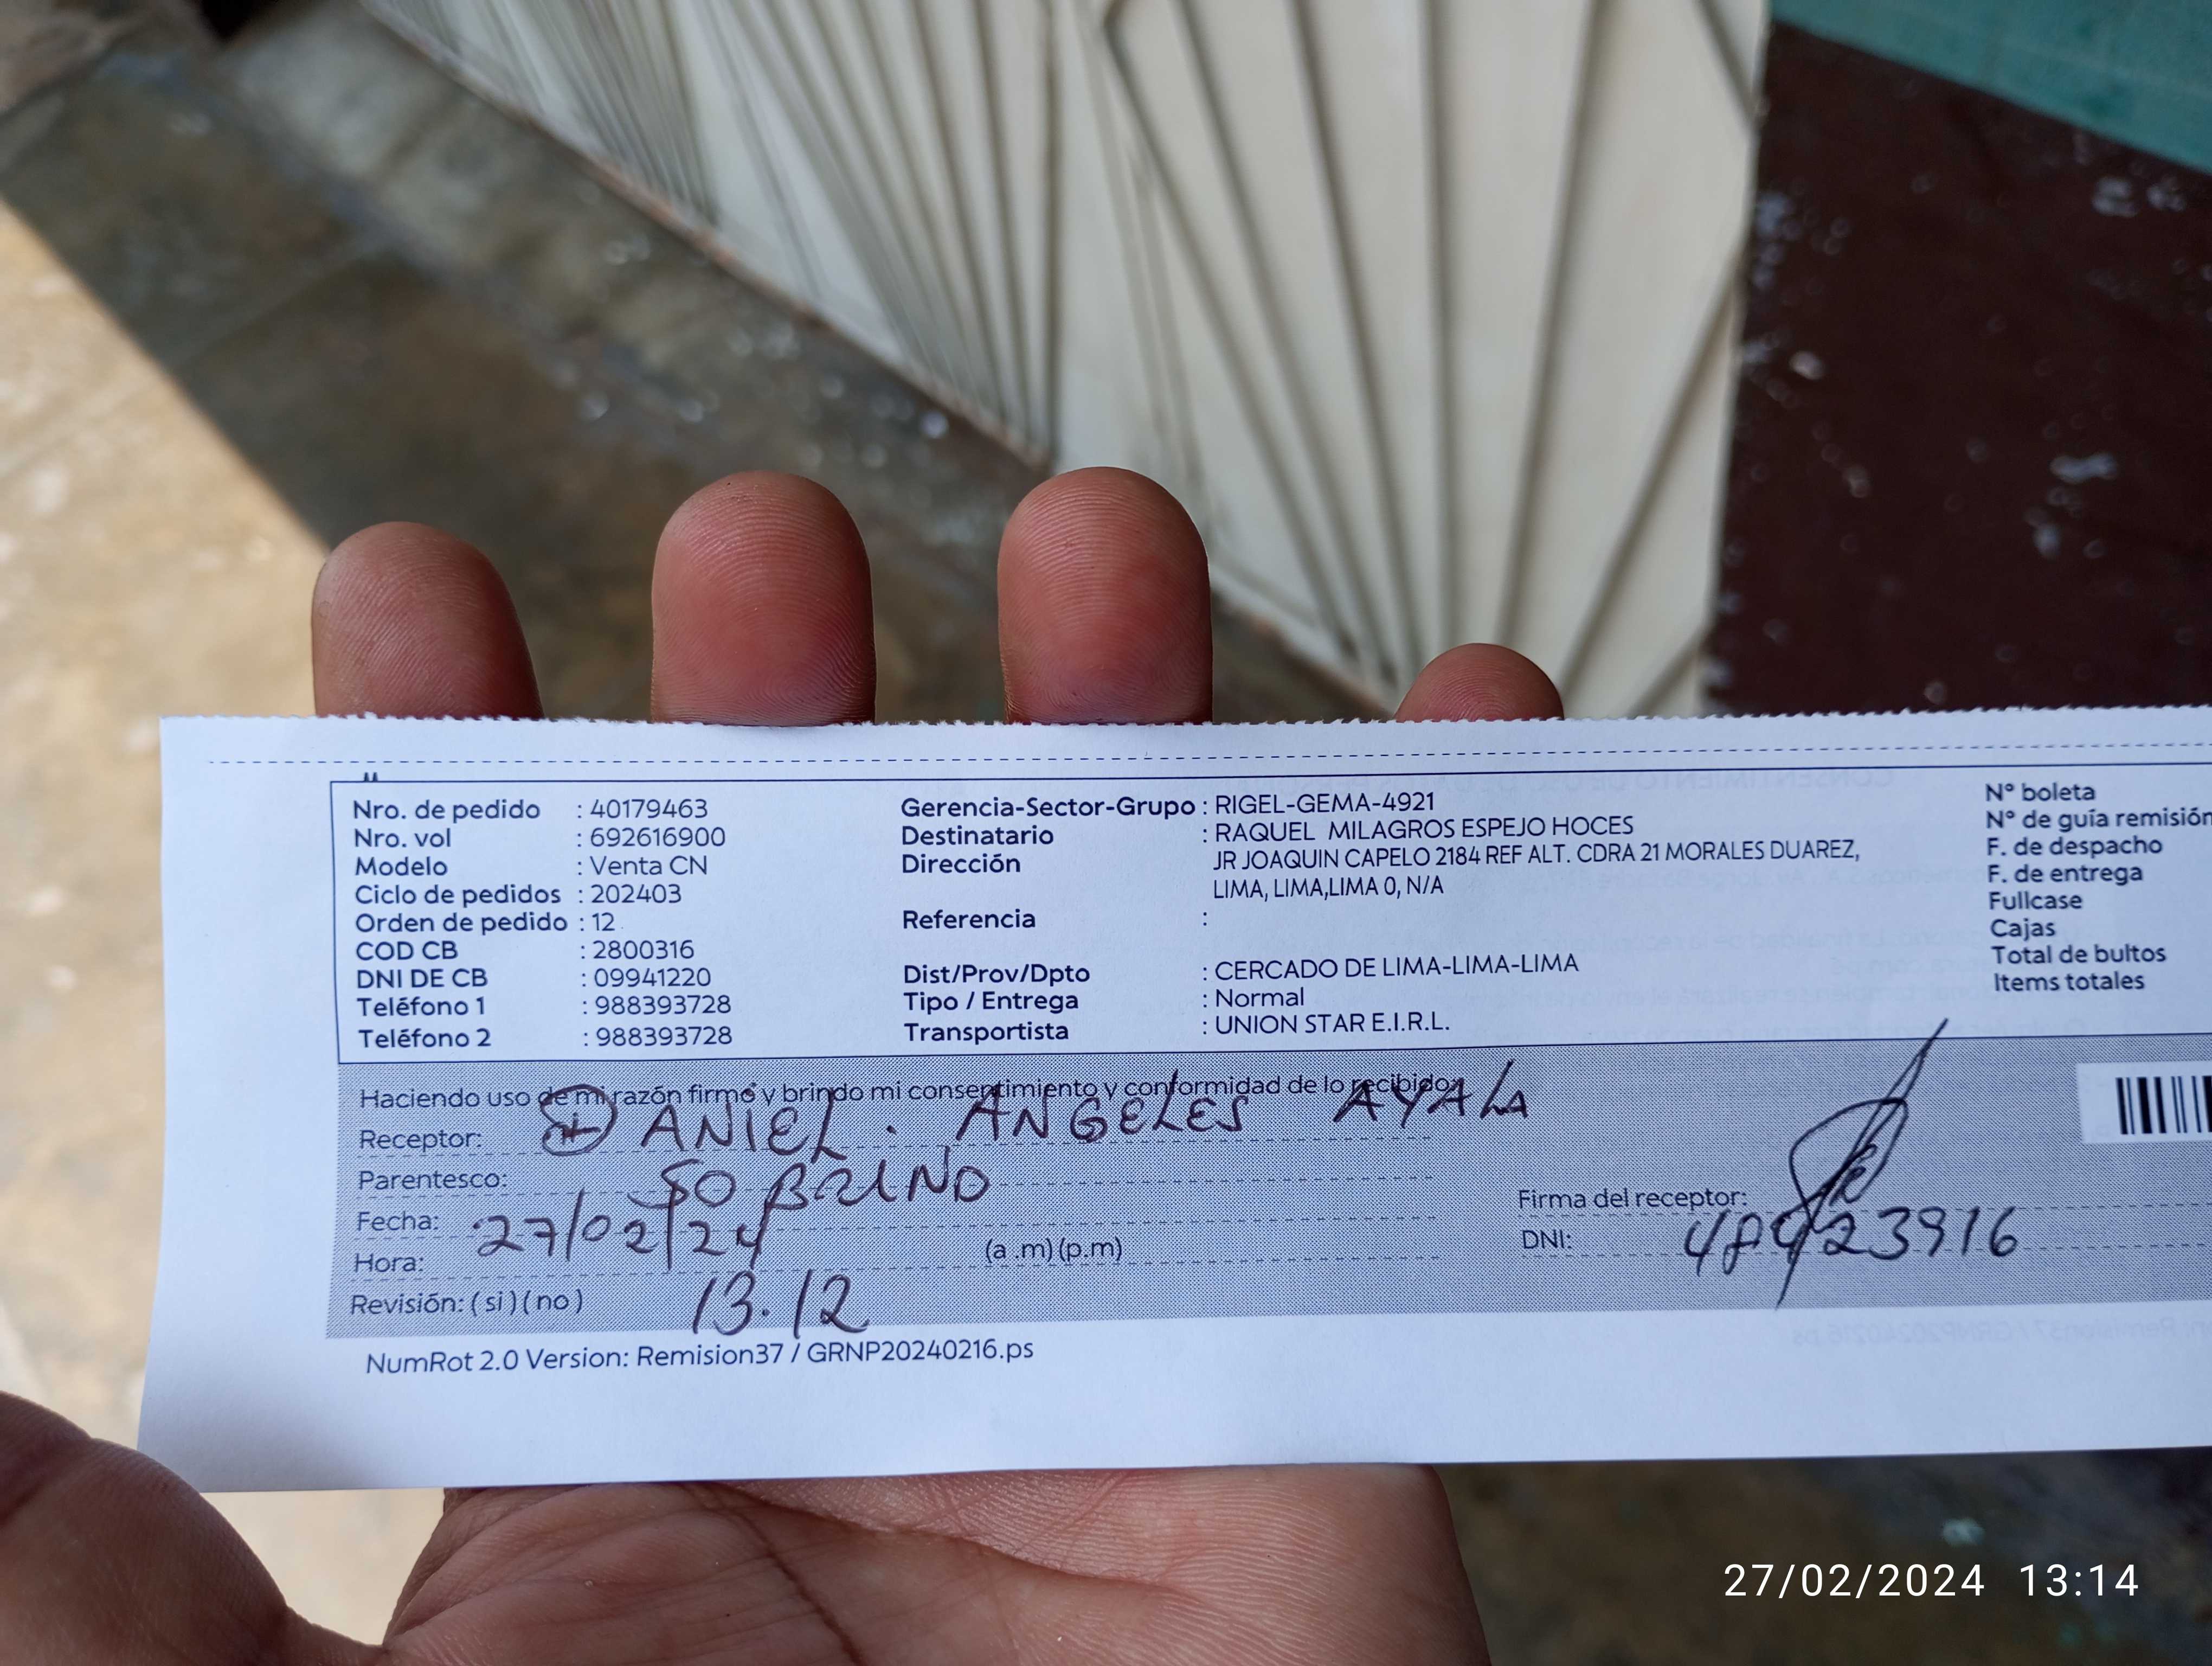 Nro. de pedido : 40179463
Nro. vol : 692616900
Modelo : Venta CN
Ciclo de pedidos : 202403
Orden de pedido : 12
COD CB : 2800316
DNI DE CB : 09941220
Teléfono 1 : 988393728
Teléfono 2 : 988393728
Gerencia-Sector-Grupo : RIGEL-GEMA-4921
Destinatario : RAQUEL MILAGROS ESPEJO HOCES
Dirección JR JOAQUIN CAPELO 2184 REF ALT. CDRA 21 MORALES DUAREZ,
LIMA, LIMA,LIMA 0, N/A
Referencia :
Dist/Prov/Dpto : CERCADO DE LIMA-LIMA-LIMA
Tipo / Entrega : Normal
Transportista : UNION STAR E.I.R.L.
N° boleta
N° de guía remisión
F. de despacho
F. de entrega
Fullcase
Cajas
Total de bultos
Items totales
Haciendo uso de mi razón firmo y brindo mi consentimiento y conformidad de lo recibido:
Receptor: DANIEL. ANGELES AYALA
Parentesco: SOBRINO
Fecha: 27/02/24
Hora: (a .m) (p.m)
Revisión: ( si ) ( no ) 13.12
Firma del receptor:
DNI:
NumRot 2.0 Version: Remision37 / GRNP20240216.ps
27/02/2024 13:14